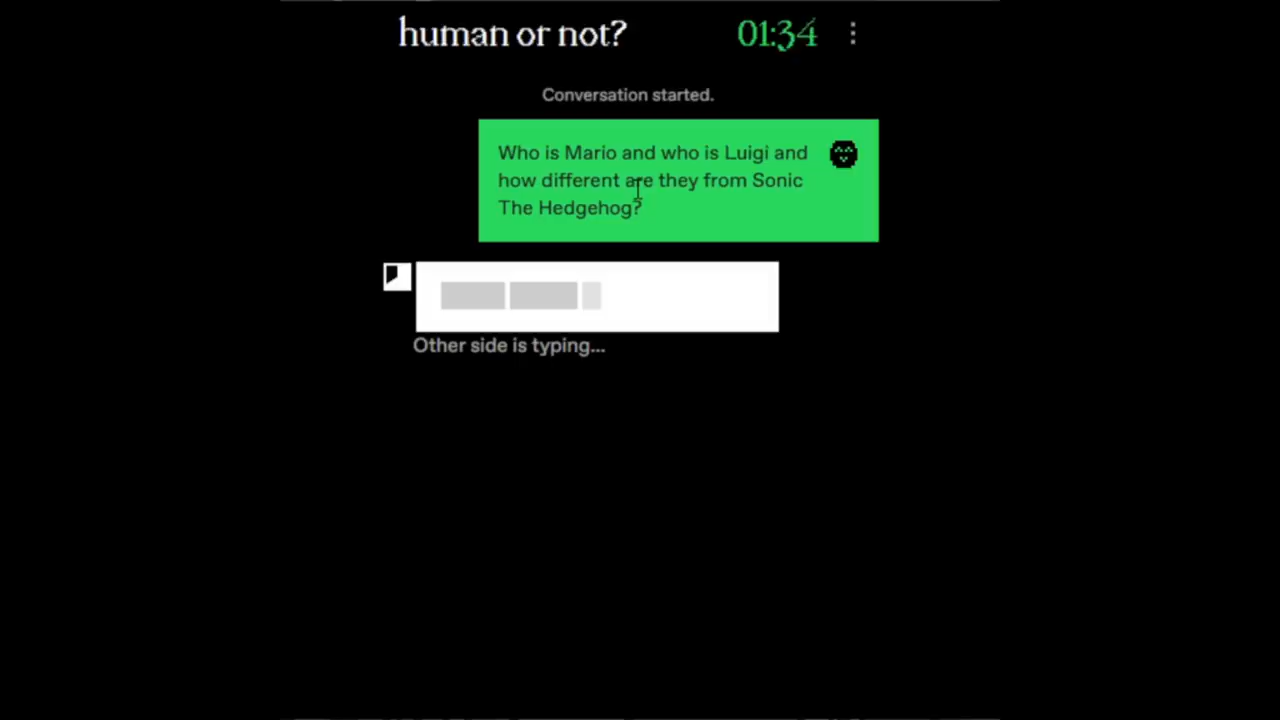 human or not?
01:34
Conversation started.
Who is Mario and who is Luigi and
how different are they from Sonic
The Hedgehog?
Other side is typing...